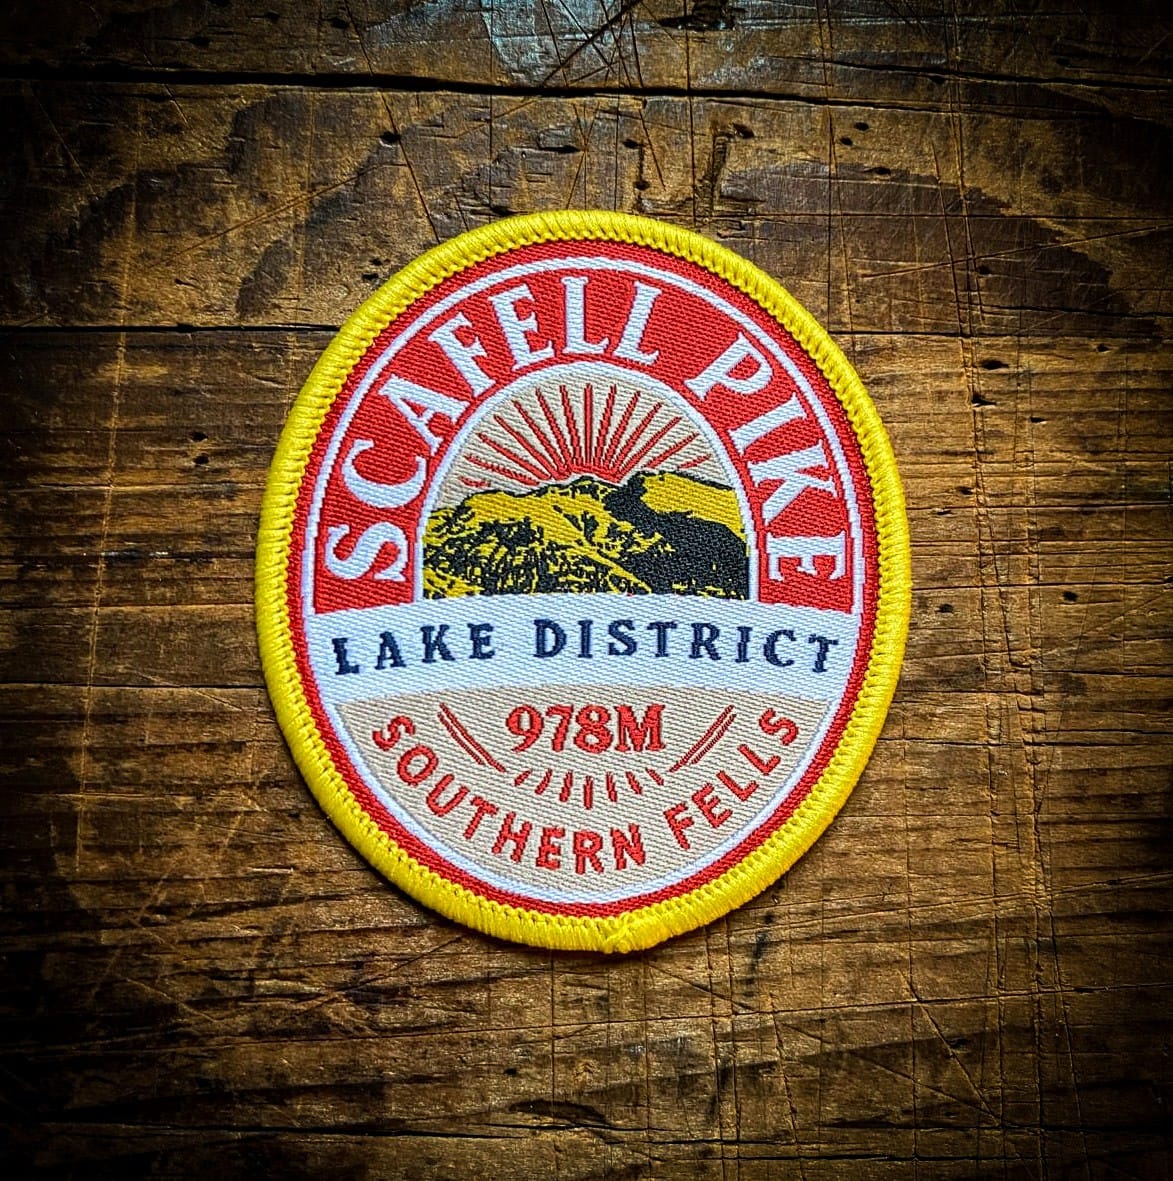 SCAFELL PIKE
LAKE DISTRICT
978M
SOUTHERN FELLS